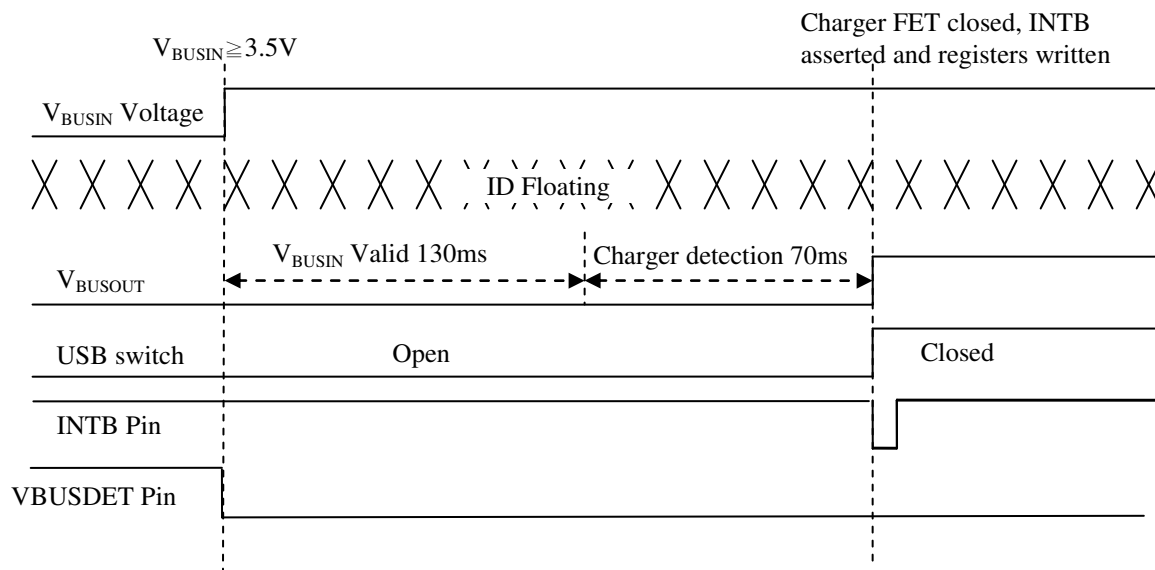 Charger FET closed, INTB
asserted and registers written
VBUSIN≧3.5V
VBUSIN Voltage
ID Floating
VBUSIN Valid 130ms
Charger detection 70ms
VBUSOUT
USB switch
Open
Closed
INTB Pin
VBUSDET Pin